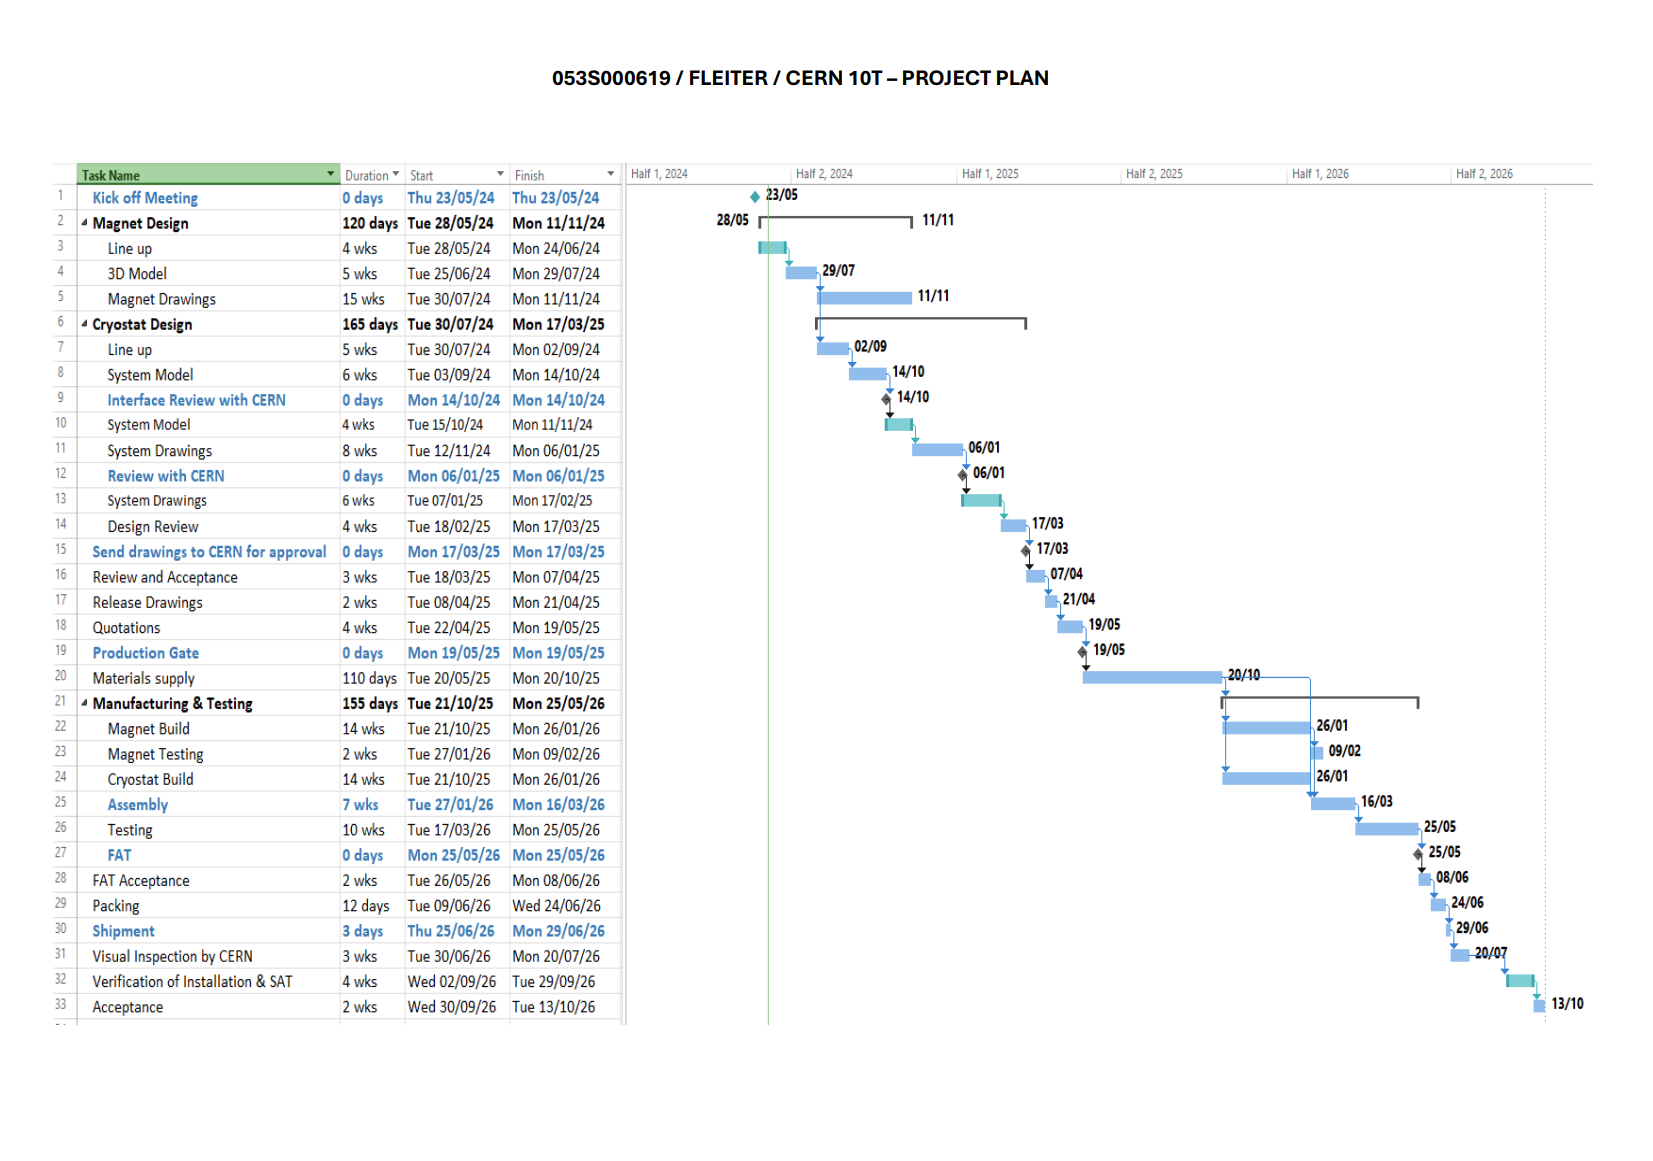 053S000619 / FLEITER / CERN 10T – PROJECT PLAN
Task Name Duration Start Finish Half 1, 2024 Half 2, 2024 Half 1, 2025 Half 2, 2025 Half 1, 2026 Half 2, 2026
1 Kick off Meeting 0 days Thu 23/05/24 Thu 23/05/24 23/05
2 Magnet Design 120 days Tue 28/05/24 Mon 11/11/24 28/05 11/11
3 Line up 4 wks Tue 28/05/24 Mon 24/06/24
4 3D Model 5 wks Tue 25/06/24 Mon 29/07/24 29/07
5 Magnet Drawings 15 wks Tue 30/07/24 Mon 11/11/24 11/11
6 Cryostat Design 165 days Tue 30/07/24 Mon 17/03/25
7 Line up 5 wks Tue 30/07/24 Mon 02/09/24 02/09
8 System Model 6 wks Tue 03/09/24 Mon 14/10/24 14/10
9 Interface Review with CERN 0 days Mon 14/10/24 Mon 14/10/24 14/10
10 System Model 4 wks Tue 15/10/24 Mon 11/11/24
11 System Drawings 8 wks Tue 12/11/24 Mon 06/01/25 06/01
12 Review with CERN 0 days Mon 06/01/25 Mon 06/01/25 06/01
13 System Drawings 6 wks Tue 07/01/25 Mon 17/02/25
14 Design Review 4 wks Tue 18/02/25 Mon 17/03/25 17/03
15 Send drawings to CERN for approval 0 days Mon 17/03/25 Mon 17/03/25 17/03
16 Review and Acceptance 3 wks Tue 18/03/25 Mon 07/04/25 07/04
17 Release Drawings 2 wks Tue 08/04/25 Mon 21/04/25 21/04
18 Quotations 4 wks Tue 22/04/25 Mon 19/05/25 19/05
19 Production Gate 0 days Mon 19/05/25 Mon 19/05/25 19/05
20 Materials supply 110 days Tue 20/05/25 Mon 20/10/25 20/10
21 Manufacturing & Testing 155 days Tue 21/10/25 Mon 25/05/26
22 Magnet Build 14 wks Tue 21/10/25 Mon 26/01/26 26/01
23 Magnet Testing 2 wks Tue 27/01/26 Mon 09/02/26 09/02
24 Cryostat Build 14 wks Tue 21/10/25 Mon 26/01/26 26/01
25 Assembly 7 wks Tue 27/01/26 Mon 16/03/26 16/03
26 Testing 10 wks Tue 17/03/26 Mon 25/05/26 25/05
27 FAT 0 days Mon 25/05/26 Mon 25/05/26 25/05
28 FAT Acceptance 2 wks Tue 26/05/26 Mon 08/06/26 08/06
29 Packing 12 days Tue 09/06/26 Wed 24/06/26 24/06
30 Shipment 3 days Thu 25/06/26 Mon 29/06/26 29/06
31 Visual Inspection by CERN 3 wks Tue 30/06/26 Mon 20/07/26 20/07
32 Verification of Installation & SAT 4 wks Wed 02/09/26 Tue 29/09/26
33 Acceptance 2 wks Wed 30/09/26 Tue 13/10/26 13/10